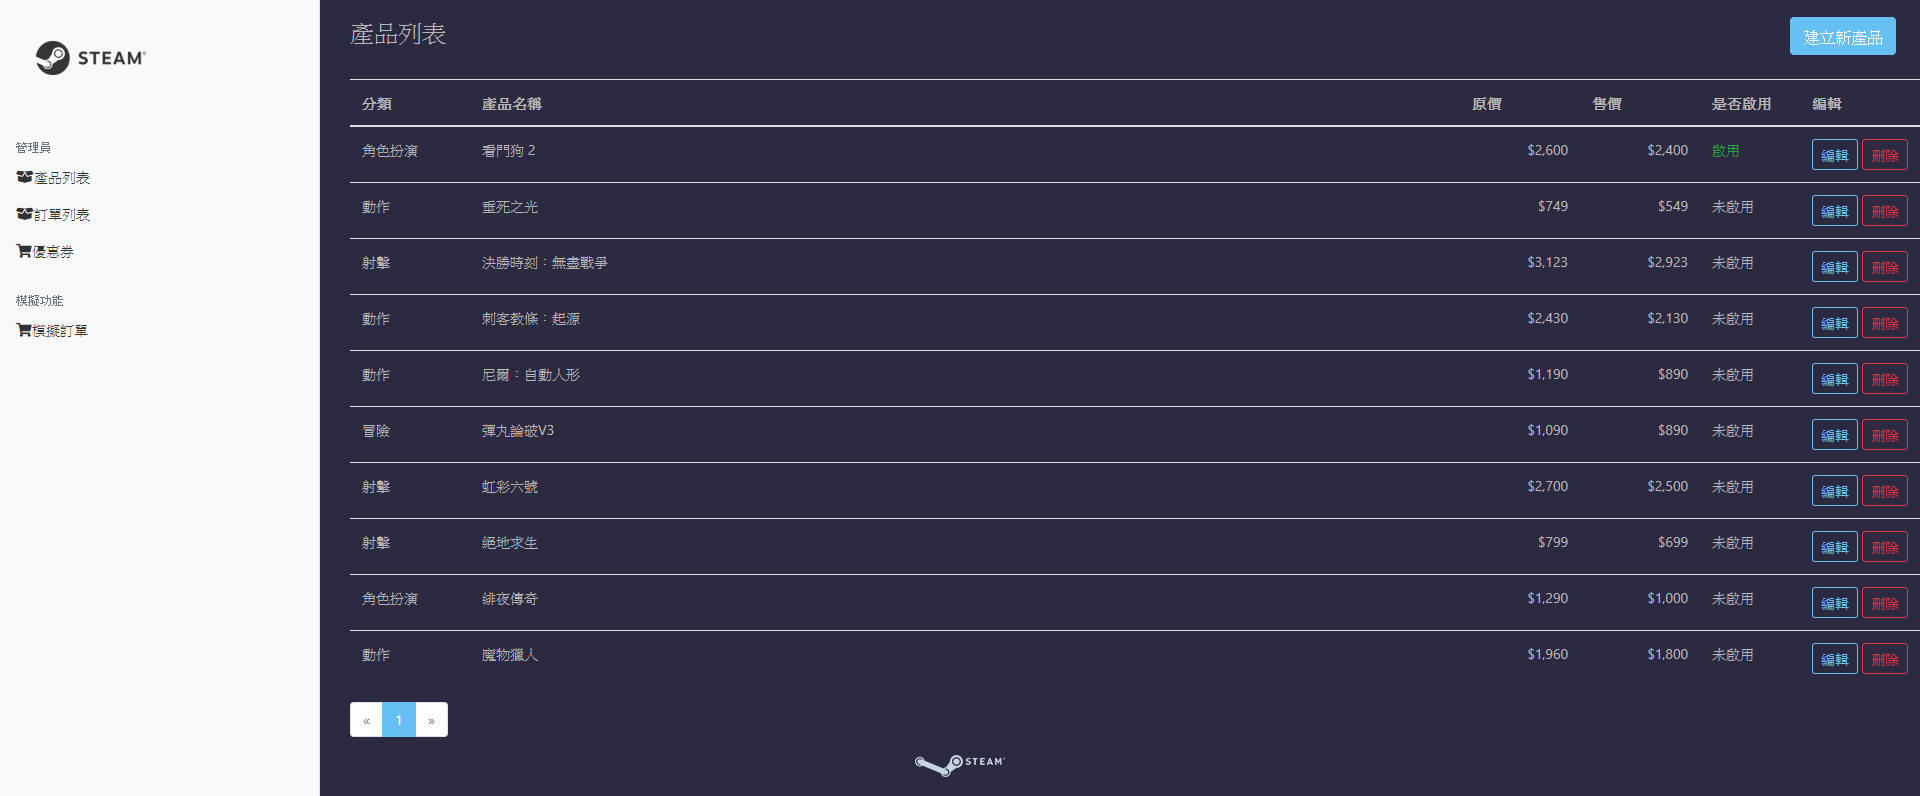 STEAM®
管理員
產品列表
訂單列表
優惠券
模擬功能
模擬訂單
產品列表 建立新產品
分類 產品名稱 原價 售價 是否啟用 編輯
角色扮演 看門狗 2 $2,600 $2,400 啟用 編輯 刪除
動作 垂死之光 $749 $549 未啟用 編輯 刪除
射擊 決勝時刻：無盡戰爭 $3,123 $2,923 未啟用 編輯 刪除
動作 刺客教條：起源 $2,430 $2,130 未啟用 編輯 刪除
動作 尼爾：自動人形 $1,190 $890 未啟用 編輯 刪除
冒險 彈丸論破V3 $1,090 $890 未啟用 編輯 刪除
射擊 虹彩六號 $2,700 $2,500 未啟用 編輯 刪除
射擊 絕地求生 $799 $699 未啟用 編輯 刪除
角色扮演 緋夜傳奇 $1,290 $1,000 未啟用 編輯 刪除
動作 魔物獵人 $1,960 $1,800 未啟用 編輯 刪除
« 1 »
STEAM®